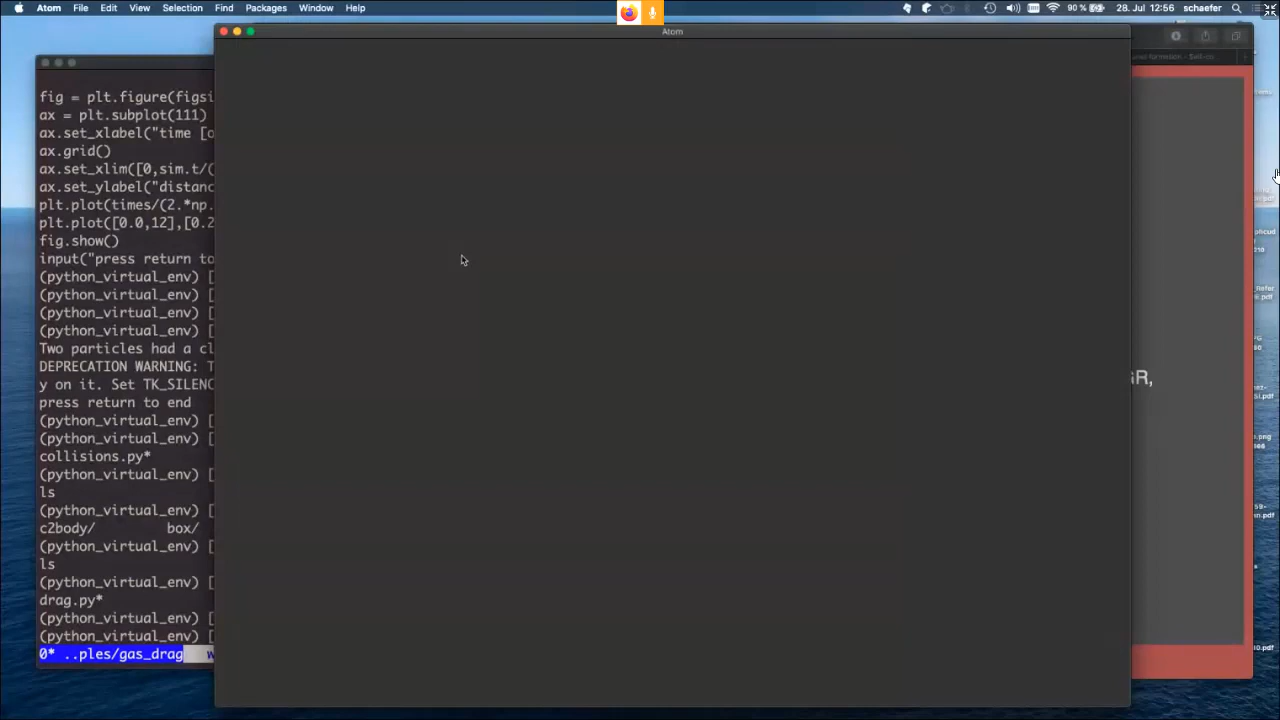 Atom File Edit View Selection Find Packages Window Help 90 % 28. Jul 12:56 schaefer
Atom
fig = plt.figure(figsi
ax = plt.subplot(111)
ax.set_xlabel("time [o
ax.grid()
ax.set_xlim([0,sim.t/(
ax.set_ylabel("distanc
plt.plot(times/(2.*np.
plt.plot([0.0,12],[0.2
fig.show()
input("press return to
(python_virtual_env) [
(python_virtual_env) [
(python_virtual_env) [
(python_virtual_env) [
Two particles had a cl
DEPRECATION WARNING: T
y on it. Set TK_SILENC
press return to end
(python_virtual_env) [
(python_virtual_env) [
collisions.py*
(python_virtual_env) [
ls
(python_virtual_env) [
c2body/ box/
(python_virtual_env) [
ls
(python_virtual_env) [
drag.py*
(python_virtual_env) [
(python_virtual_env) [
0* ..ples/gas_drag